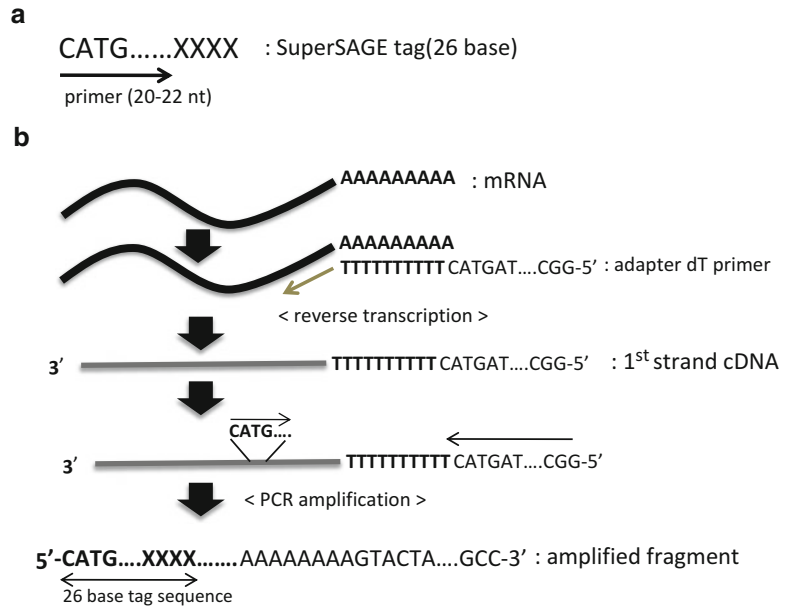 a
CATG......XXXX : SuperSAGE tag(26 base)
primer (20-22 nt)
b
AAAAAAAAA : mRNA
AAAAAAAAA
TTTTTTTTTT CATGAT....CGG-5′ : adapter dT primer
< reverse transcription >
3′ TTTTTTTTTT CATGAT....CGG-5′ : 1st strand cDNA
CATG....
3′ TTTTTTTTTT CATGAT....CGG-5′
< PCR amplification >
5′-CATG....XXXX.......AAAAAAAAGTACTA....GCC-3′ : amplified fragment
26 base tag sequence